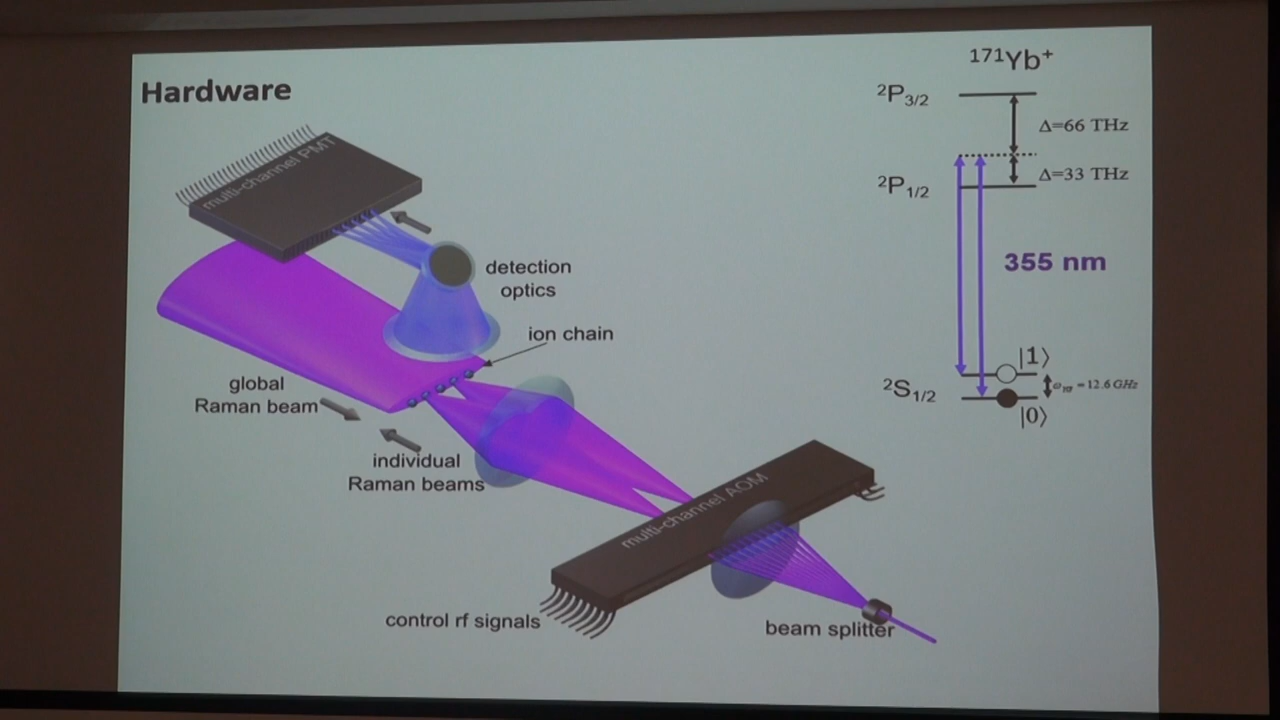 Hardware
multi-channel PMT
detection
optics
ion chain
global
Raman beam
individual
Raman beams
multi-channel AOM
control rf signals
beam splitter
¹⁷¹Yb⁺
²P₃/₂
Δ=66 THz
Δ=33 THz
²P₁/₂
355 nm
|1⟩
²S₁/₂
= 12.6 GHz
|0⟩